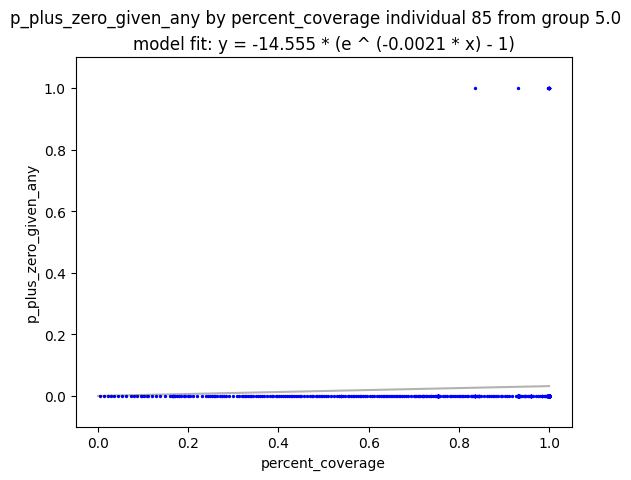 p_plus_zero_given_any by percent_coverage individual 85 from group 5.0
model fit: y = -14.555 * (e ^ (-0.0021 * x) - 1)
1.0
0.8
0.6
0.4
0.2
0.0
p_plus_zero_given_any
0.0 0.2 0.4 0.6 0.8 1.0
percent_coverage